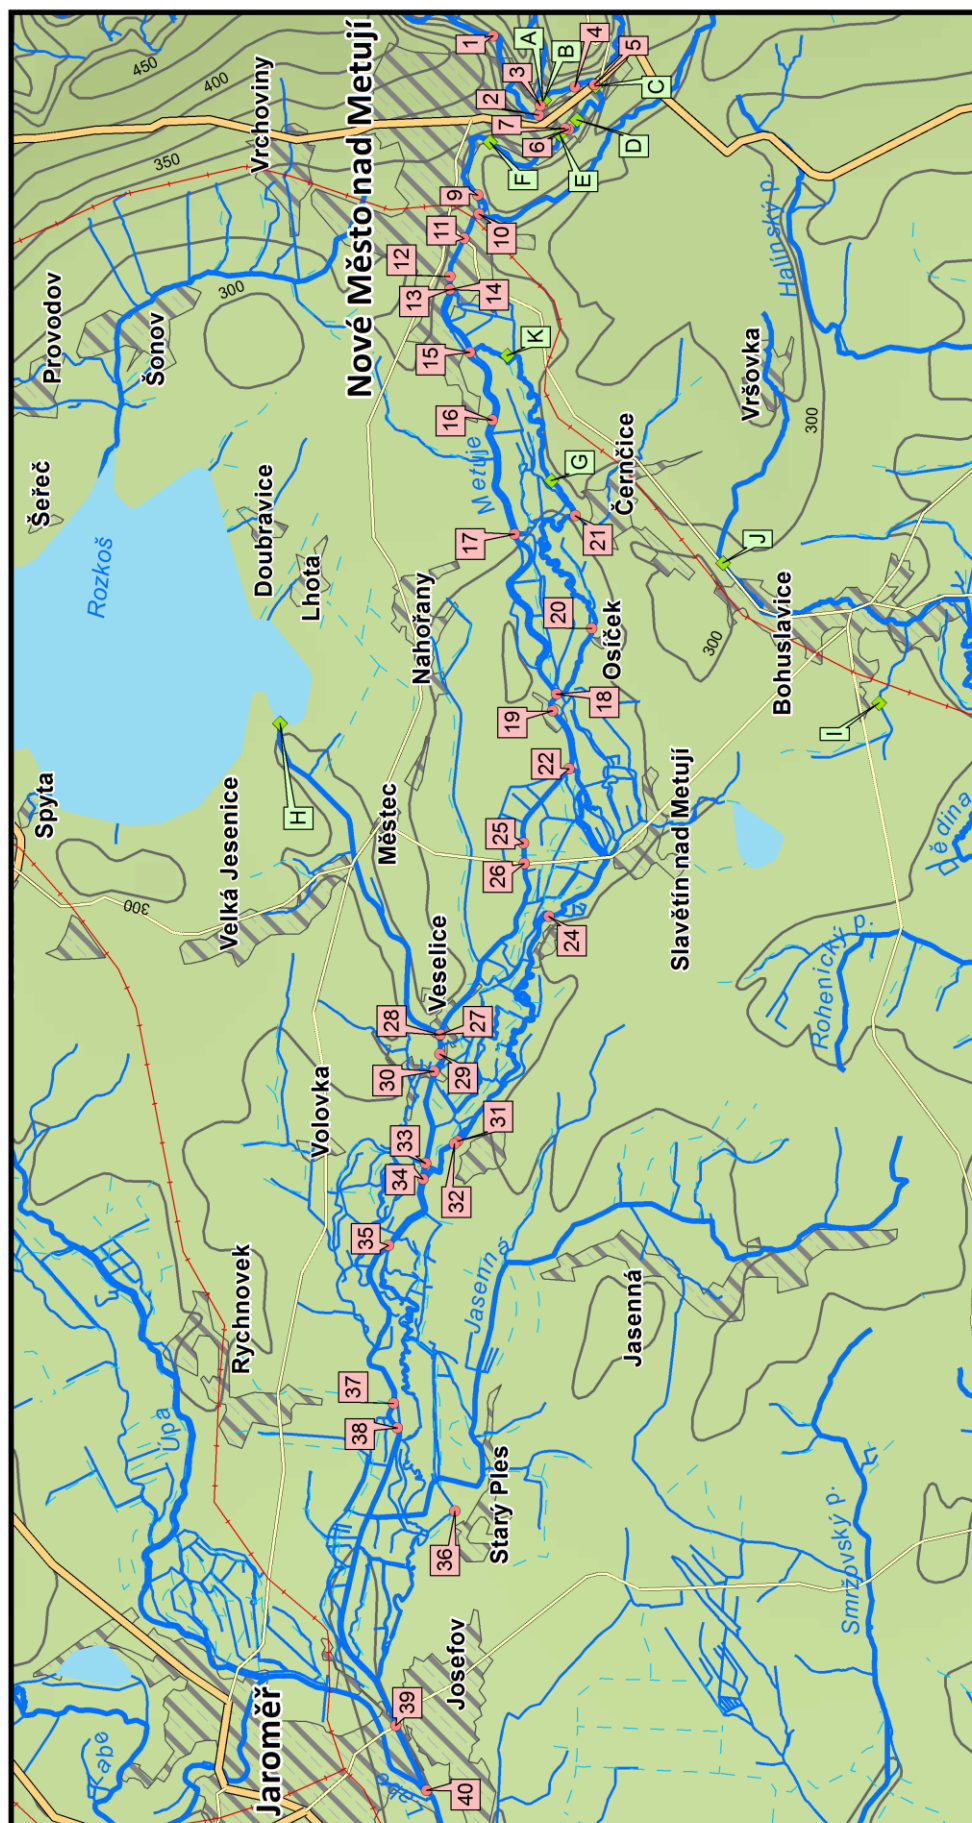 Spyta
Rozkoš
Šeřeč
Provodov
Šonov
450
400
350
300
Vrchoviny
Nové Město nad Metují
Doubravice
Lhota
Velká Jesenice
300
H
Městec
Nahořany
Metuje
Veselice
Volovka
Rychnovek
Úpa
Jaroměř
Labe
Labe
Josefov
Starý Ples
Jasenn
Jasenná
Smržovský p.
Rohenický p.
Dědina
Slavětín nad Metují
Osíček
Bohuslavice
Černčice
300
Vršovka
300
Halínský p.
40
39
36
38
37
35
34
33
32
31
30
29
28
27
24
26
25
22
19
18
20
17
21
G
16
15
K
13
14
12
11
10
9
F
E
7
6
D
2
3
A
B
1
4
5
C
I
J